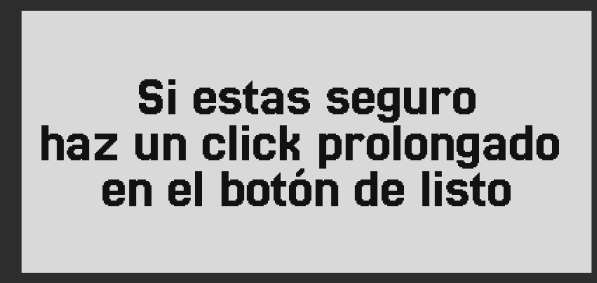 Si estas seguro
haz un click prolongado
en el botón de listo